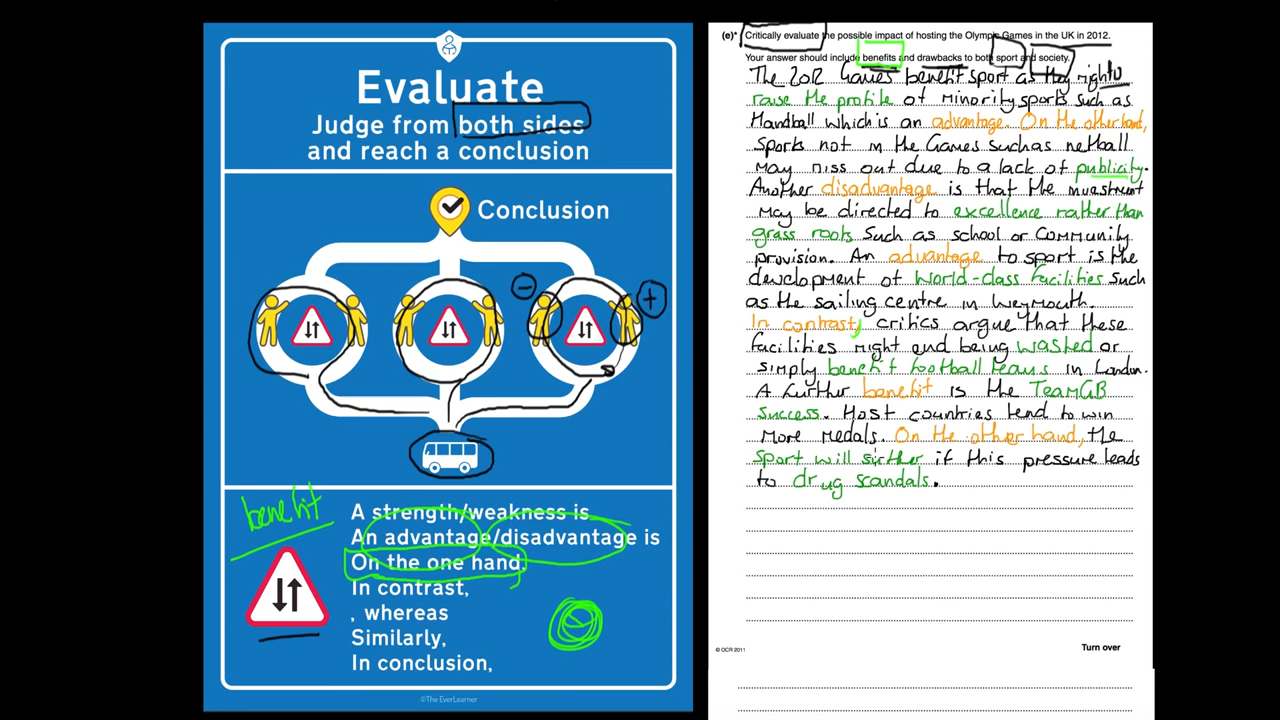 Evaluate
Judge from both sides
and reach a conclusion
Conclusion
−
+
benefit
A strength/weakness is
An advantage/disadvantage is
On the one hand,
In contrast,
, whereas
Similarly,
In conclusion,
©The EverLearner
(e)* Critically evaluate the possible impact of hosting the Olympic Games in the UK in 2012.
Your answer should include benefits and drawbacks to both sport and society.
The 2012 Games benefit sport as they might
raise the profile of minority sports such as
Handball which is an advantage. On the other hand,
Sports not in the Games such as netball
may miss out due to a lack of publicity.
Another disadvantage is that the investment
may be directed to excellence rather than
grass roots such as school or community
provision. An advantage to sport is the
development of World-class facilities such
as the sailing centre in Weymouth.
In contrast, critics argue that these
facilities might end being wasted or
simply benefit football teams in London.
A further benefit is the TeamGB
success. Host countries tend to win
more medals. On the other hand, the
sport will suffer if this pressure leads
to drug scandals.
© OCR 2011
Turn over